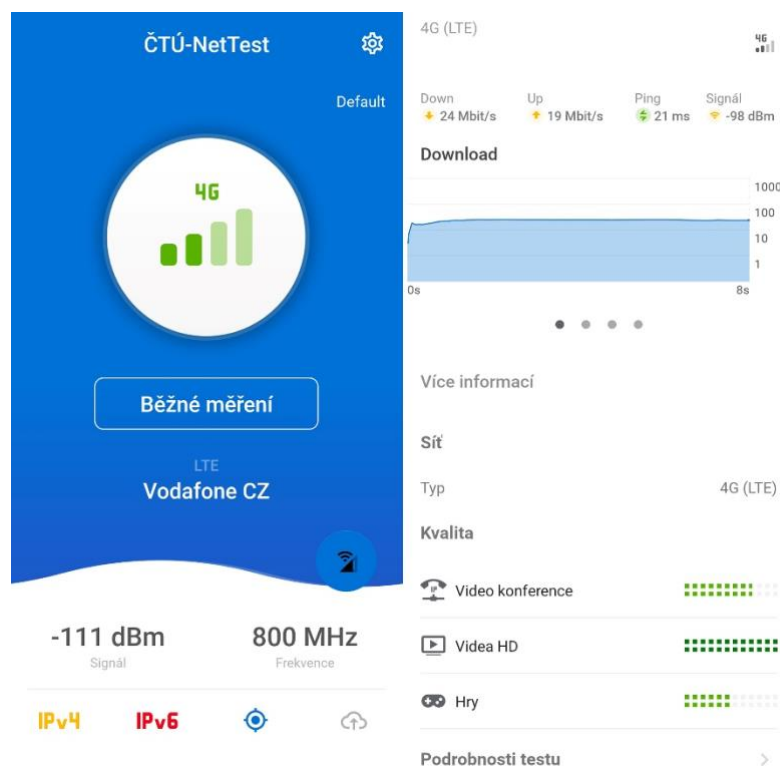 ČTÚ-NetTest
Default
4G
Běžné měření
LTE
Vodafone CZ
-111 dBm
800 MHz
Signál
Frekvence
IPv4
IPv6
4G (LTE)
4G
Down
Up
Ping
Signál
24 Mbit/s
19 Mbit/s
21 ms
-98 dBm
Download
1000
100
10
1
0s
8s
Více informací
Síť
Typ
4G (LTE)
Kvalita
IP
Video konference
Videa HD
Hry
Podrobnosti testu